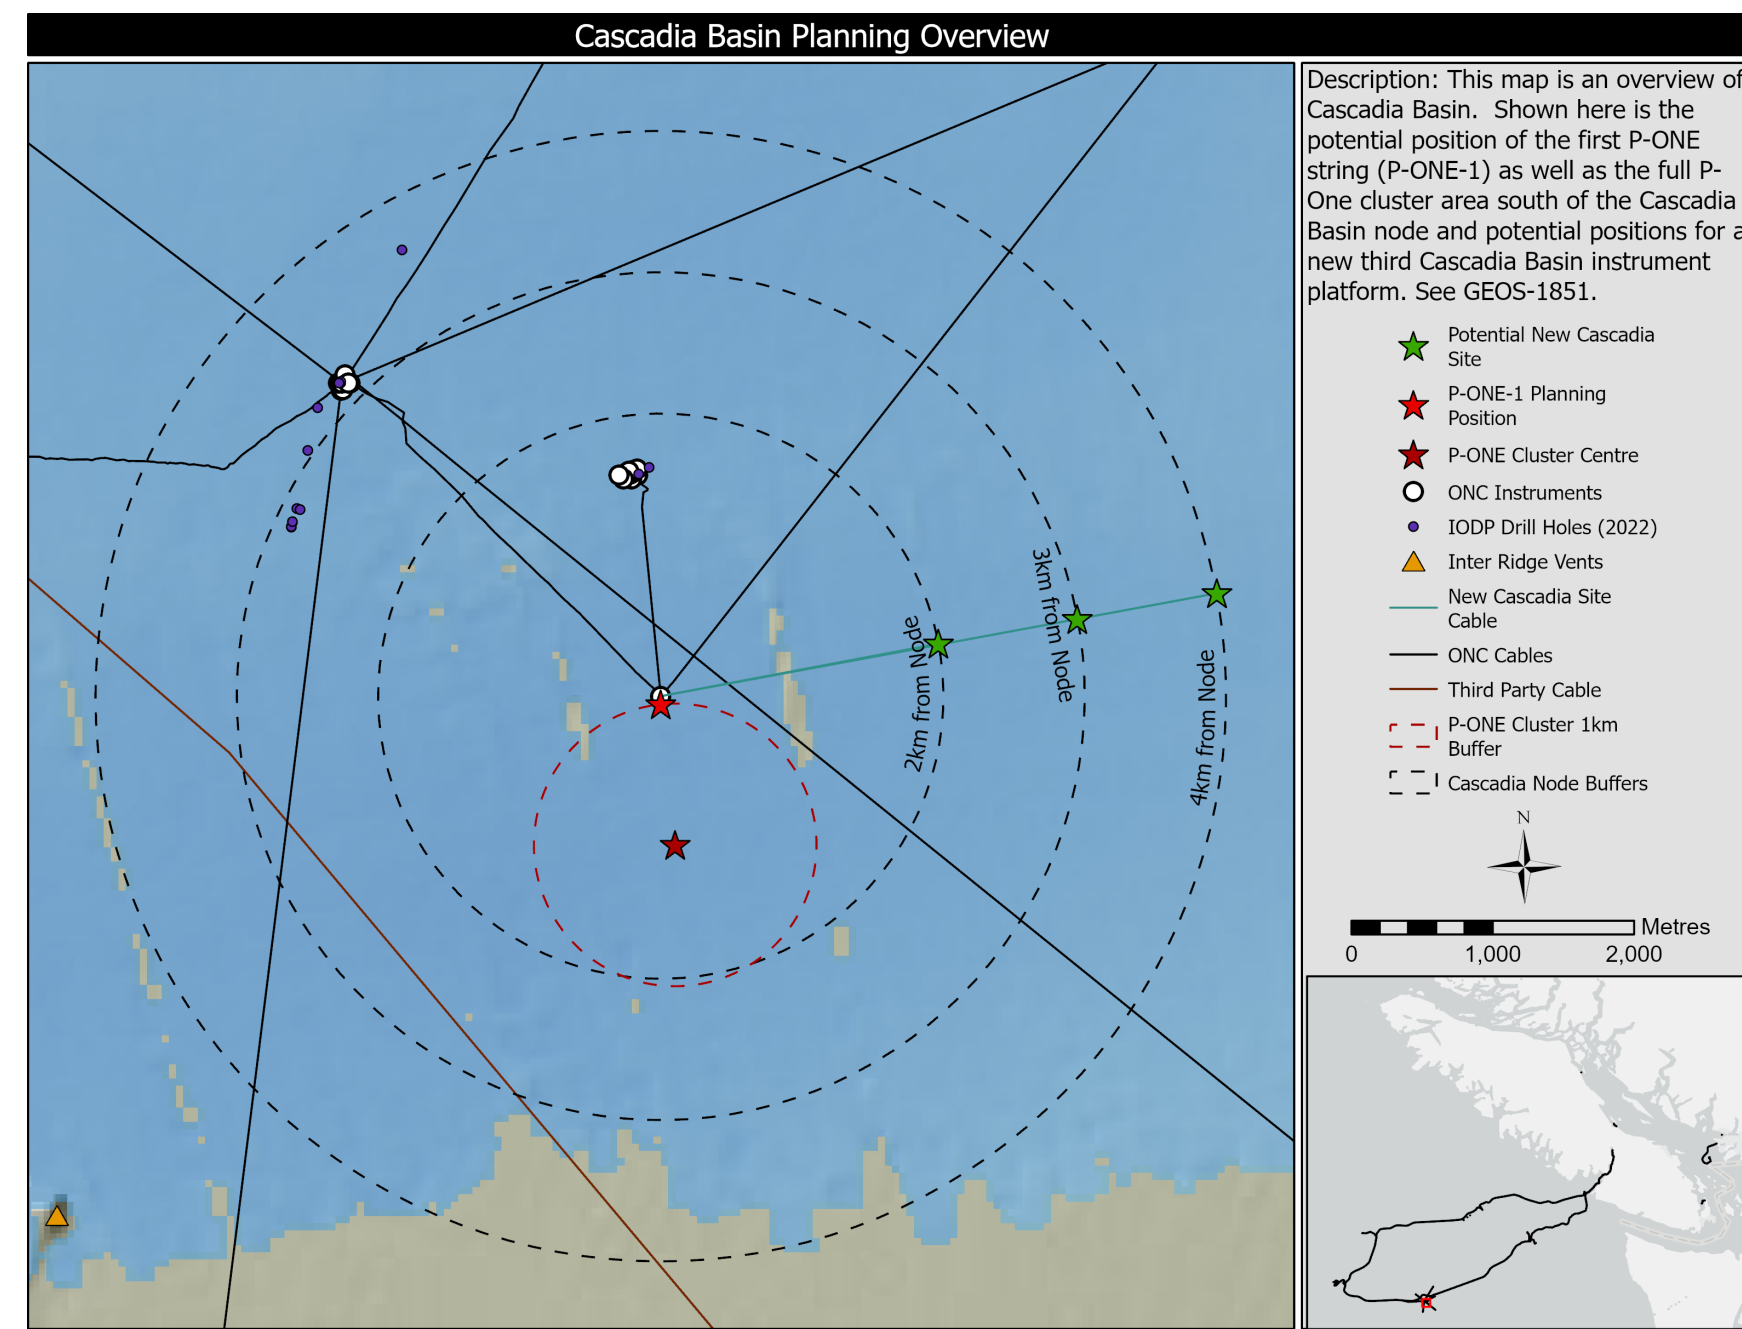 Cascadia Basin Planning Overview
Description: This map is an overview of
Cascadia Basin.  Shown here is the
potential position of the first P-ONE
string (P-ONE-1) as well as the full P-
One cluster area south of the Cascadia
Basin node and potential positions for a
new third Cascadia Basin instrument
platform. See GEOS-1851.
Potential New Cascadia
Site
P-ONE-1 Planning
Position
P-ONE Cluster Centre
ONC Instruments
IODP Drill Holes (2022)
Inter Ridge Vents
New Cascadia Site
Cable
ONC Cables
Third Party Cable
P-ONE Cluster 1km
Buffer
Cascadia Node Buffers
N
Metres
0 1,000 2,000
2km from Node
3km from Node
4km from Node